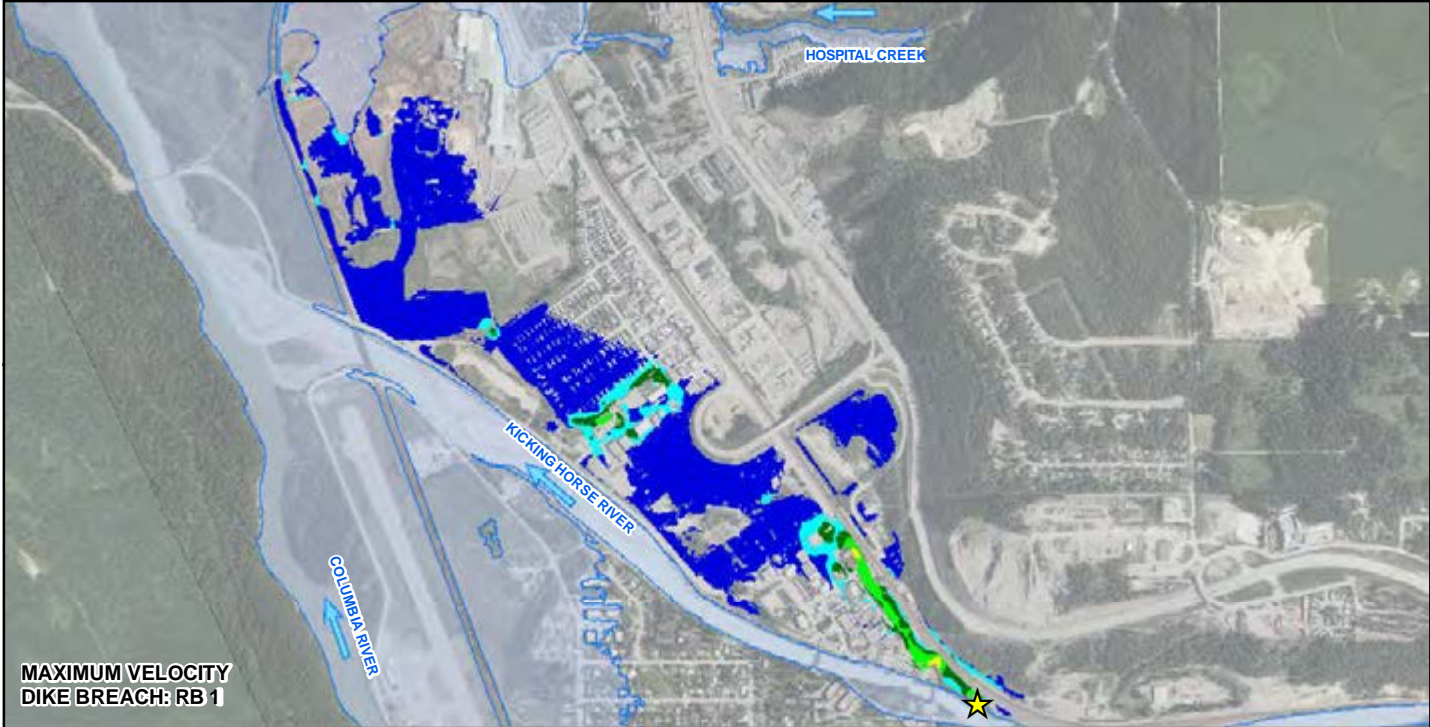 HOSPITAL CREEK
KICKING HORSE RIVER
COLUMBIA RIVER
MAXIMUM VELOCITY
DIKE BREACH: RB 1